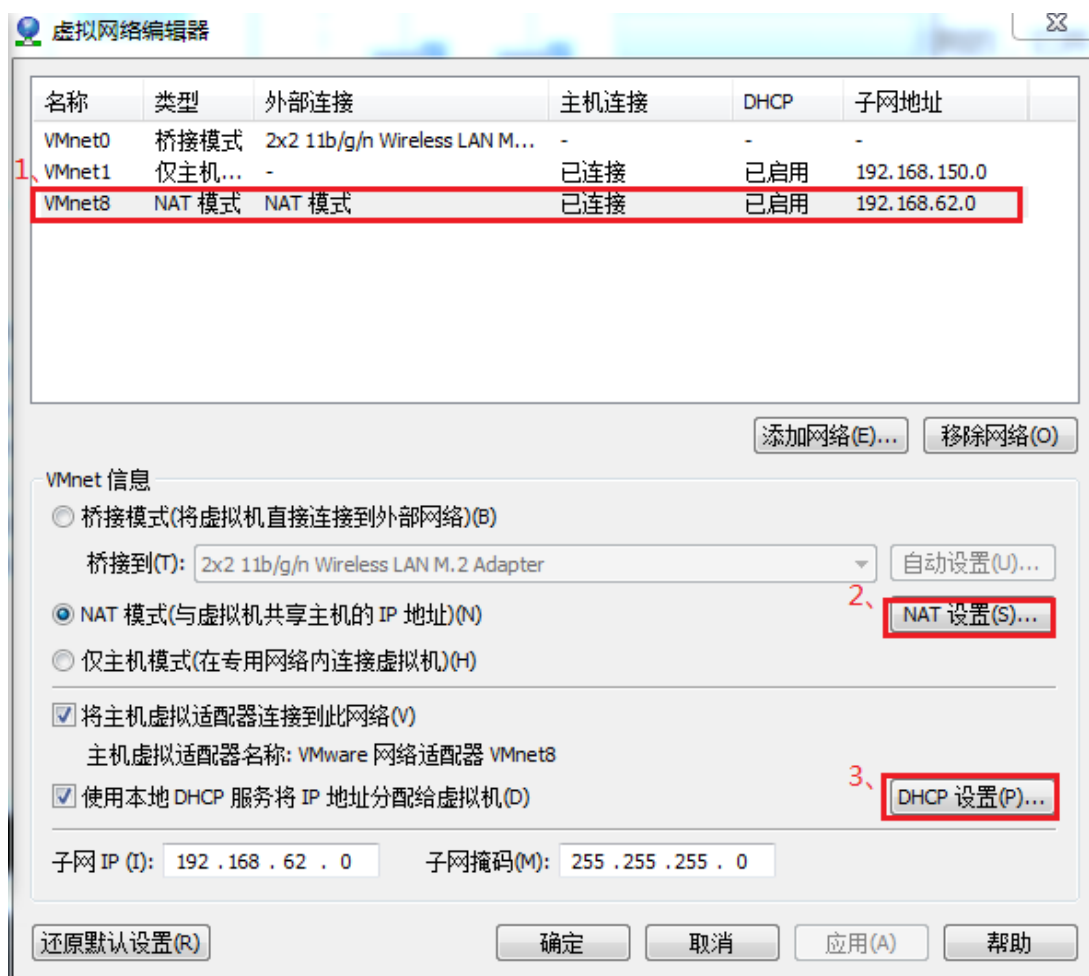 虚拟网络编辑器
名称 类型 外部连接 主机连接 DHCP 子网地址
VMnet0 桥接模式 2x2 11b/g/n Wireless LAN M... - - -
1、 VMnet1 仅主机... - 已连接 已启用 192.168.150.0
VMnet8 NAT 模式 NAT 模式 已连接 已启用 192.168.62.0
添加网络(E)... 移除网络(O)
VMnet 信息
桥接模式(将虚拟机直接连接到外部网络)(B)
桥接到(T): 2x2 11b/g/n Wireless LAN M.2 Adapter 自动设置(U)...
NAT 模式(与虚拟机共享主机的 IP 地址)(N) 2、 NAT 设置(S)...
仅主机模式(在专用网络内连接虚拟机)(H)
将主机虚拟适配器连接到此网络(V)
主机虚拟适配器名称: VMware 网络适配器 VMnet8
使用本地 DHCP 服务将 IP 地址分配给虚拟机(D) 3、 DHCP 设置(P)...
子网 IP (I): 192 . 168 . 62 . 0 子网掩码(M): 255 . 255 . 255 . 0
还原默认设置(R) 确定 取消 应用(A) 帮助